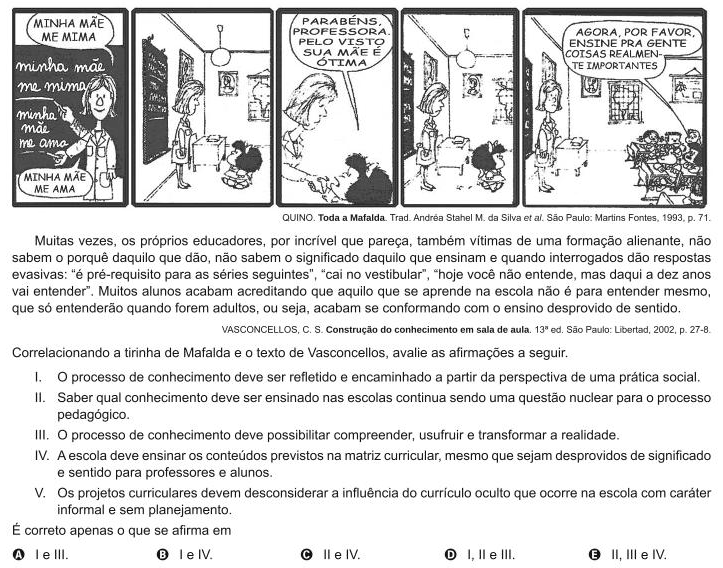 MINHA MÃE
ME MIMA
minha mãe
me mima
minha
mãe
me ama
MINHA MÃE
ME AMA
PARABÉNS,
PROFESSORA.
PELO VISTO
SUA MÃE É
ÓTIMA
AGORA, POR FAVOR,
ENSINE PRA GENTE
COISAS REALMEN-
TE IMPORTANTES
QUINO. Toda a Mafalda. Trad. Andréa Stahel M. da Silva et al. São Paulo: Martins Fontes, 1993, p. 71.
Muitas vezes, os próprios educadores, por incrível que pareça, também vítimas de uma formação alienante, não
sabem o porquê daquilo que dão, não sabem o significado daquilo que ensinam e quando interrogados dão respostas
evasivas: “é pré-requisito para as séries seguintes”, “cai no vestibular”, “hoje você não entende, mas daqui a dez anos
vai entender”. Muitos alunos acabam acreditando que aquilo que se aprende na escola não é para entender mesmo,
que só entenderão quando forem adultos, ou seja, acabam se conformando com o ensino desprovido de sentido.
VASCONCELLOS, C. S. Construção do conhecimento em sala de aula. 13ª ed. São Paulo: Libertad, 2002, p. 27-8.
Correlacionando a tirinha de Mafalda e o texto de Vasconcellos, avalie as afirmações a seguir.
I. O processo de conhecimento deve ser refletido e encaminhado a partir da perspectiva de uma prática social.
II. Saber qual conhecimento deve ser ensinado nas escolas continua sendo uma questão nuclear para o processo
pedagógico.
III. O processo de conhecimento deve possibilitar compreender, usufruir e transformar a realidade.
IV. A escola deve ensinar os conteúdos previstos na matriz curricular, mesmo que sejam desprovidos de significado
e sentido para professores e alunos.
V. Os projetos curriculares devem desconsiderar a influência do currículo oculto que ocorre na escola com caráter
informal e sem planejamento.
É correto apenas o que se afirma em
A I e III.
B I e IV.
C II e IV.
D I, II e III.
E II, III e IV.